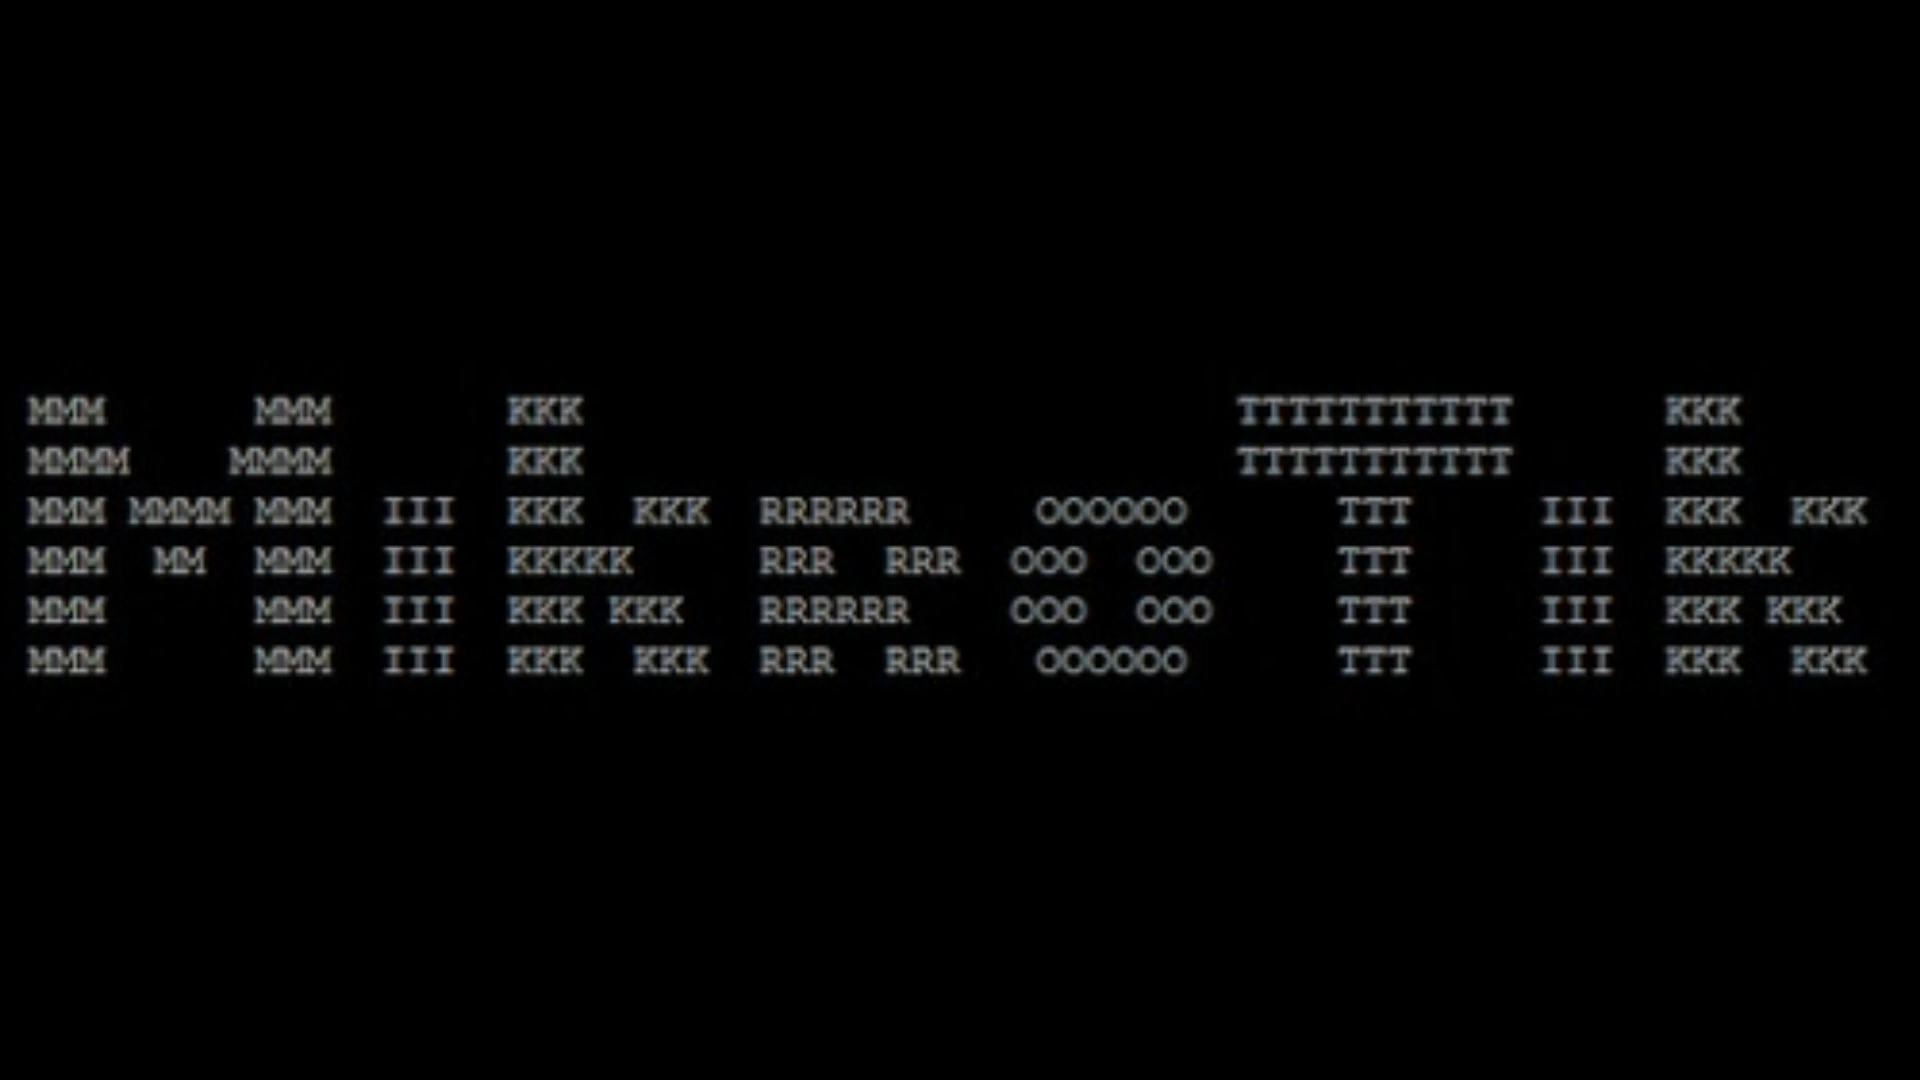 MMM      MMM       KKK                          TTTTTTTTTTT      KKK
MMMM    MMMM       KKK                          TTTTTTTTTTT      KKK
MMM MMMM MMM  III  KKK  KKK  RRRRRR     OOOOOO      TTT     III  KKK  KKK
MMM  MM  MMM  III  KKKKK     RRR  RRR  OOO  OOO     TTT     III  KKKKK
MMM      MMM  III  KKK KKK   RRRRRR    OOO  OOO     TTT     III  KKK KKK
MMM      MMM  III  KKK  KKK  RRR  RRR   OOOOOO      TTT     III  KKK  KKK